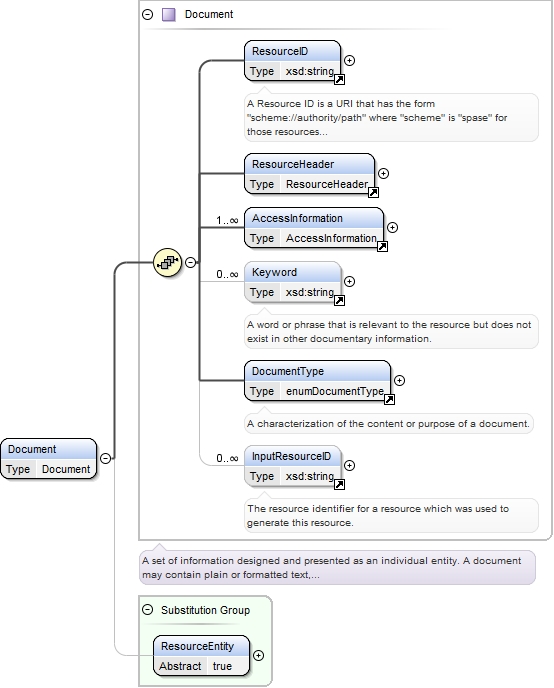 Document
ResourceID
Type xsd:string
A Resource ID is a URI that has the form
"scheme://authority/path" where "scheme" is "spase" for
those resources...
ResourceHeader
Type ResourceHeader
1..∞
AccessInformation
Type AccessInformation
0..∞
Keyword
Type xsd:string
A word or phrase that is relevant to the resource but does not
exist in other documentary information.
DocumentType
Type enumDocumentType
A characterization of the content or purpose of a document.
0..∞
InputResourceID
Type xsd:string
The resource identifier for a resource which was used to
generate this resource.
Document
Type Document
A set of information designed and presented as an individual entity. A document
may contain plain or formatted text,...
Substitution Group
ResourceEntity
Abstract true